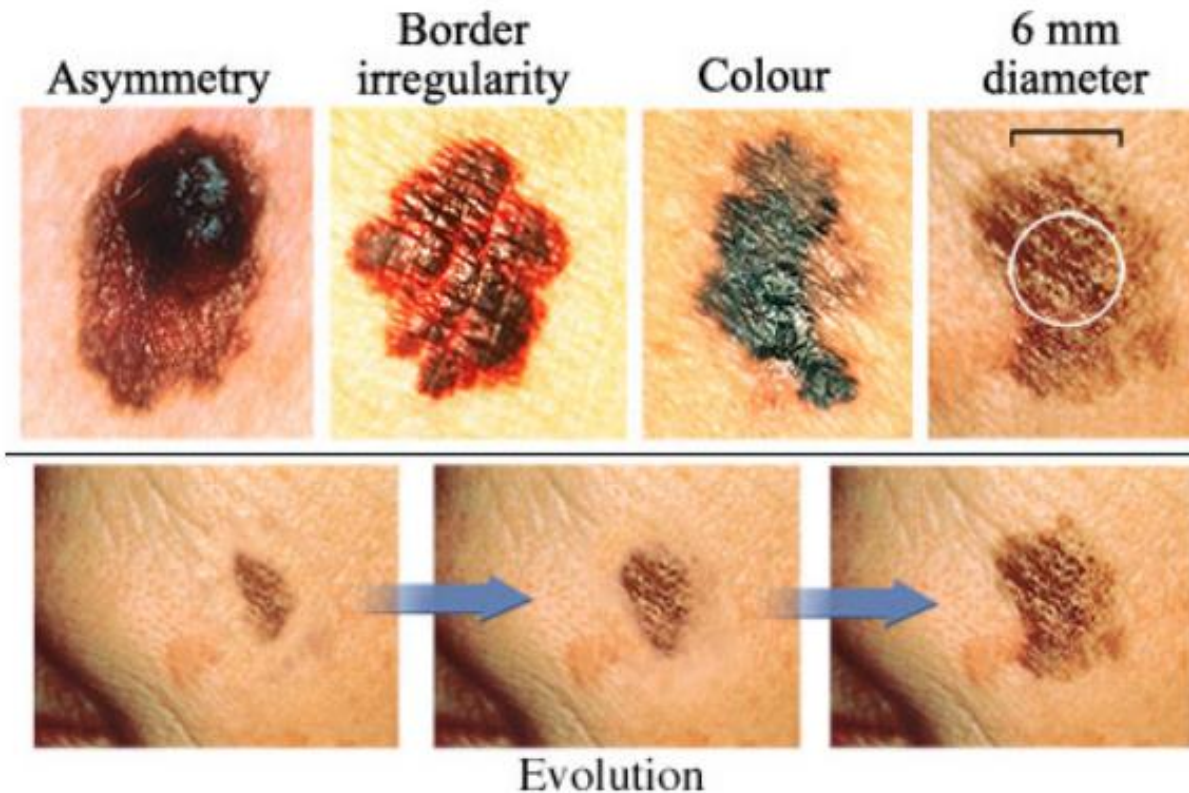 Asymmetry
Border
irregularity
Colour
6 mm
diameter
Evolution